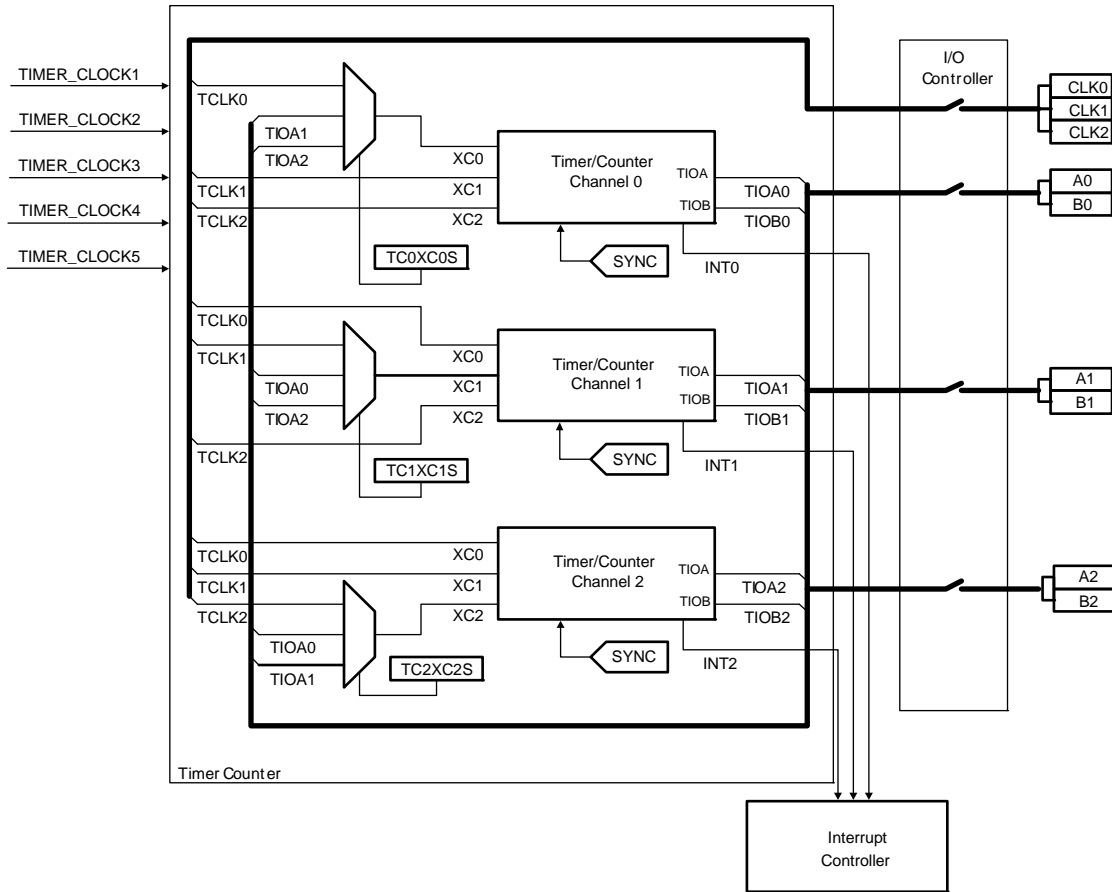 I/O
Controller
TIMER_CLOCK1
TIMER_CLOCK2
TIMER_CLOCK3
TIMER_CLOCK4
TIMER_CLOCK5
TCLK0
TIOA1
TIOA2
TCLK1
TCLK2
XC0
XC1
XC2
Timer/Counter
Channel 0
TIOA
TIOB
TIOA0
TIOB0
TC0XC0S
SYNC
INT0
CLK0
CLK1
CLK2
A0
B0
TCLK0
TCLK1
TIOA0
TIOA2
TCLK2
XC0
XC1
XC2
Timer/Counter
Channel 1
TIOA
TIOB
TIOA1
TIOB1
TC1XC1S
SYNC
INT1
A1
B1
TCLK0
TCLK1
TCLK2
TIOA0
TIOA1
XC0
XC1
XC2
Timer/Counter
Channel 2
TIOA
TIOB
TIOA2
TIOB2
TC2XC2S
SYNC
INT2
A2
B2
Timer Counter
Interrupt
Controller